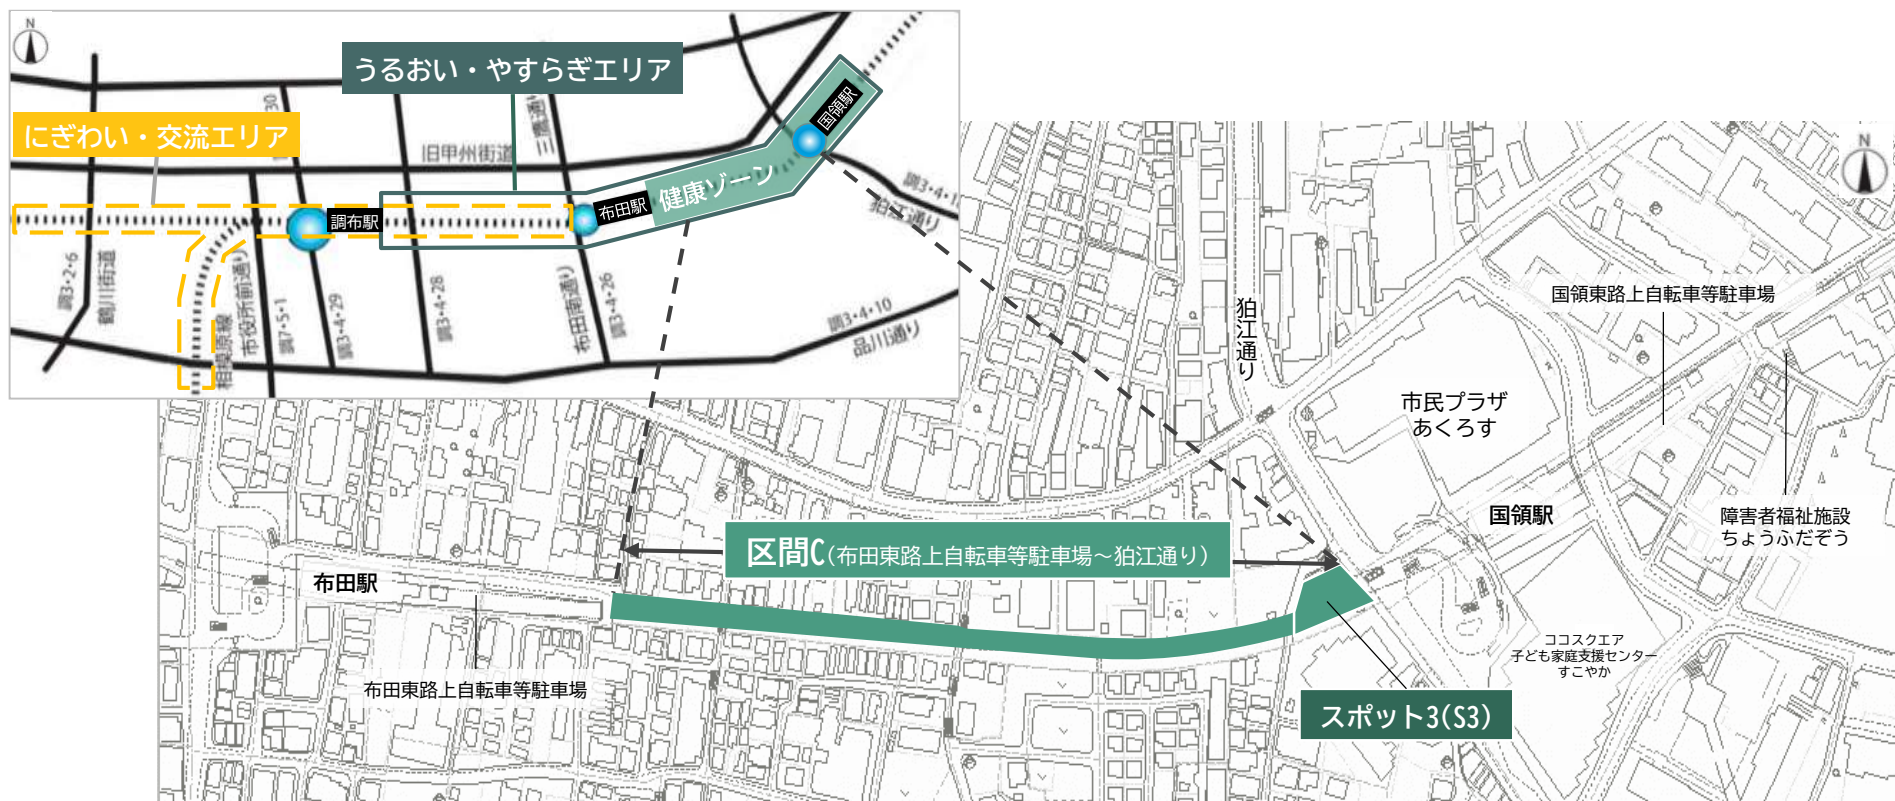 N
うるおい・やすらぎエリア
にぎわい・交流エリア
30
三鷹通り
旧甲州街道
国領駅
健康ゾーン
布田駅
調布駅
調3・4・1
狛江通り
調3・2・6
鶴川街道
相模原線
市役所前通り
調7・5・1
調3・4・29
調3・4・28
布田南通り
調3・4・26
調3・4・10
品川通り
N
狛江通り
国領東路上自転車等駐車場
市民プラザ
あくろす
国領駅
障害者福祉施設
ちょうふだぞう
区間C(布田東路上自転車等駐車場～狛江通り)
布田駅
布田東路上自転車等駐車場
ココスクエア
子ども家庭支援センター
すこやか
スポット3(S3)